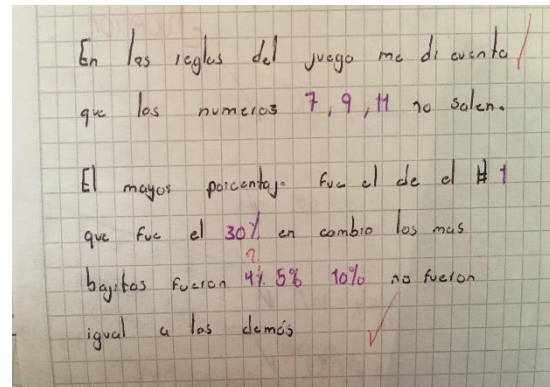 En las reglas del juego me di cuenta
que los numeros 7, 9, 11 no salen.
El mayos porcentaje fue el de el # 1
que fue el 30% en cambio los mas
?
bajitos fueron 4% 5% 10% no fueron
igual a los demás